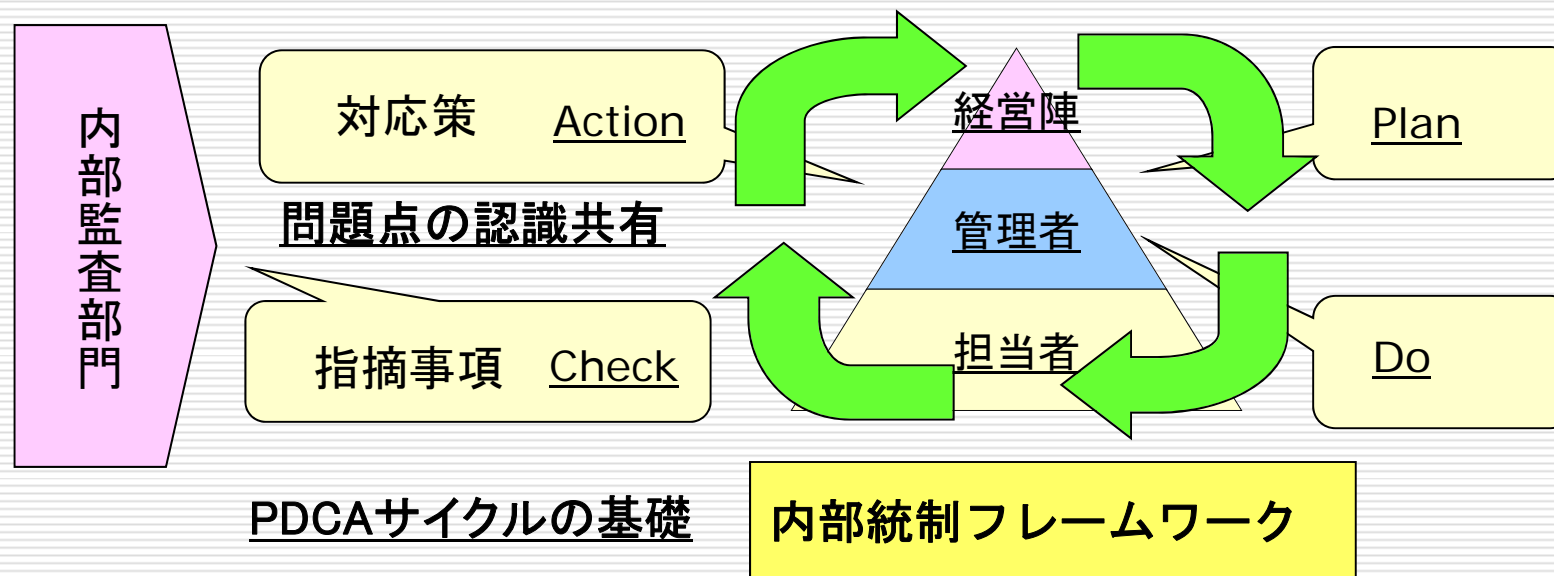 内部監査部門
対応策 Action
問題点の認識共有
指摘事項 Check
経営陣
管理者
担当者
Plan
Do
PDCAサイクルの基礎
内部統制フレームワーク